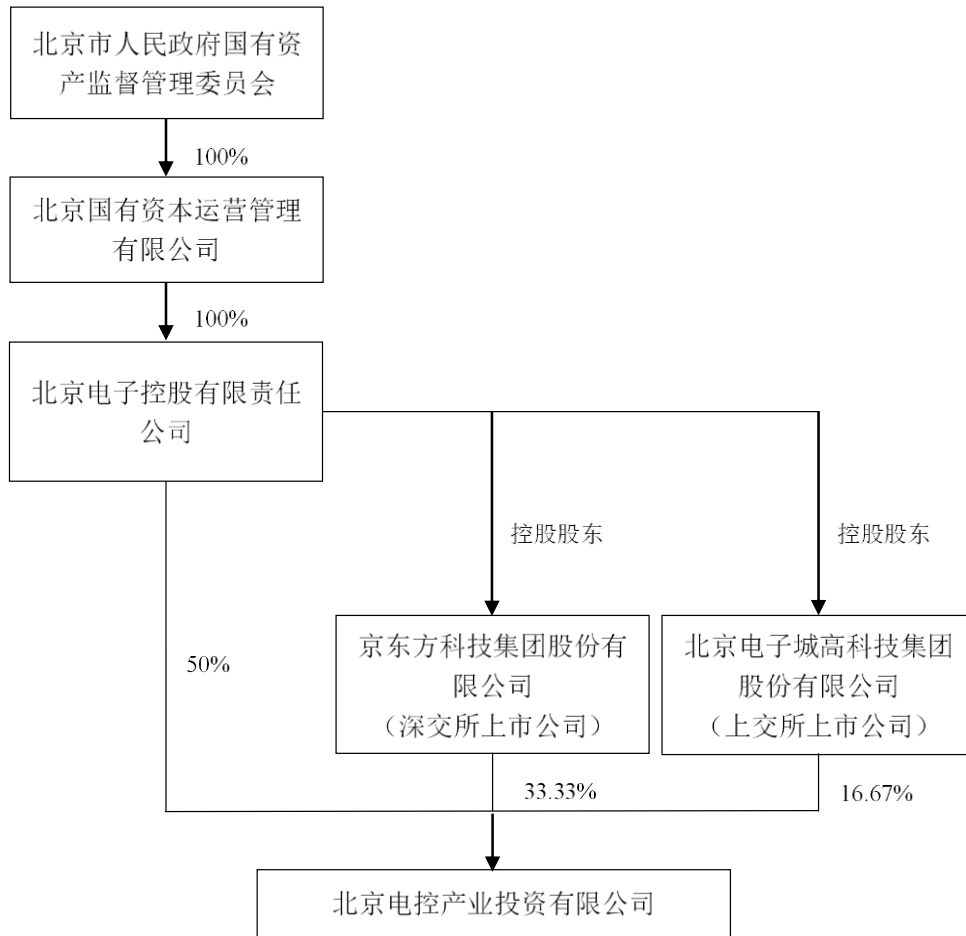 北京市人民政府国有资
产监督管理委员会
100%
北京国有资本运营管理
有限公司
100%
北京电子控股有限责任
公司
控股股东
控股股东
50%
京东方科技集团股份有
限公司
（深交所上市公司）
北京电子城高科技集团
股份有限公司
（上交所上市公司）
33.33%
16.67%
北京电控产业投资有限公司